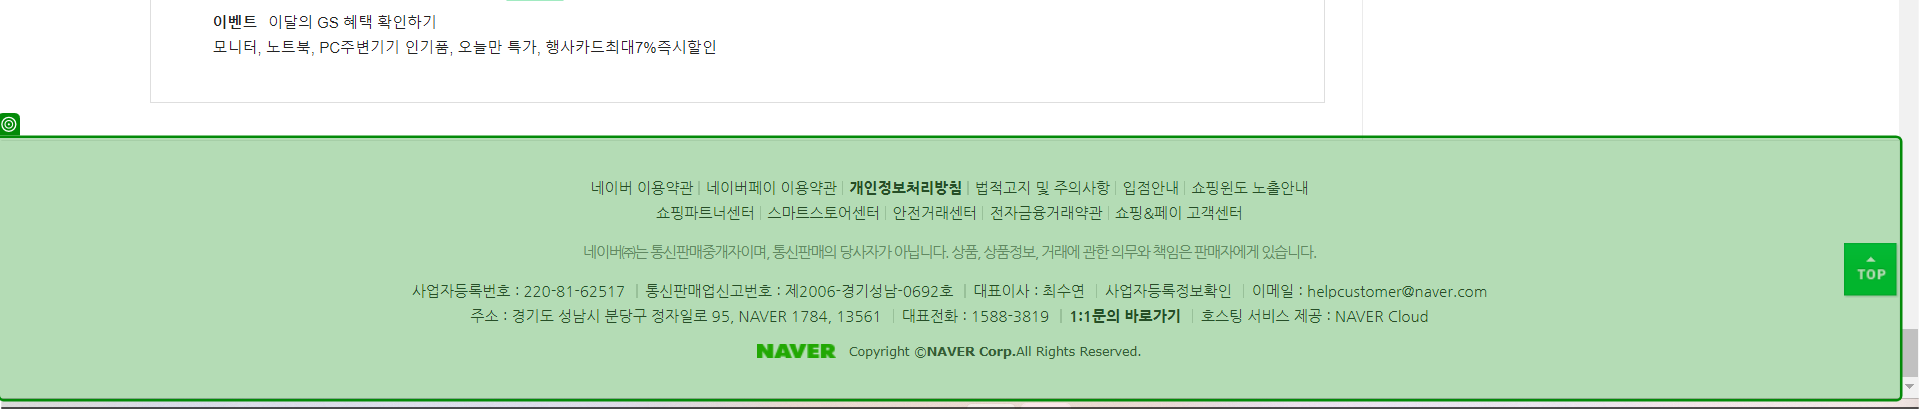 이벤트 이달의 GS 혜택 확인하기
모니터, 노트북, PC주변기기 인기품, 오늘만 특가, 행사카드최대7%즉시할인
네이버 이용약관 | 네이버페이 이용약관 | 개인정보처리방침 | 법적고지 및 주의사항 | 입점안내 | 쇼핑윈도 노출안내
쇼핑파트너센터 | 스마트스토어센터 | 안전거래센터 | 전자금융거래약관 | 쇼핑&페이 고객센터
네이버㈜는 통신판매중개자이며, 통신판매의 당사자가 아닙니다. 상품, 상품정보, 거래에 관한 의무와 책임은 판매자에게 있습니다.
TOP
사업자등록번호 : 220-81-62517 | 통신판매업신고번호 : 제2006-경기성남-0692호 | 대표이사 : 최수연 | 사업자등록정보확인 | 이메일 : helpcustomer@naver.com
주소 : 경기도 성남시 분당구 정자일로 95, NAVER 1784, 13561 | 대표전화 : 1588-3819 | 1:1문의 바로가기 | 호스팅 서비스 제공 : NAVER Cloud
NAVER Copyright ©NAVER Corp.All Rights Reserved.